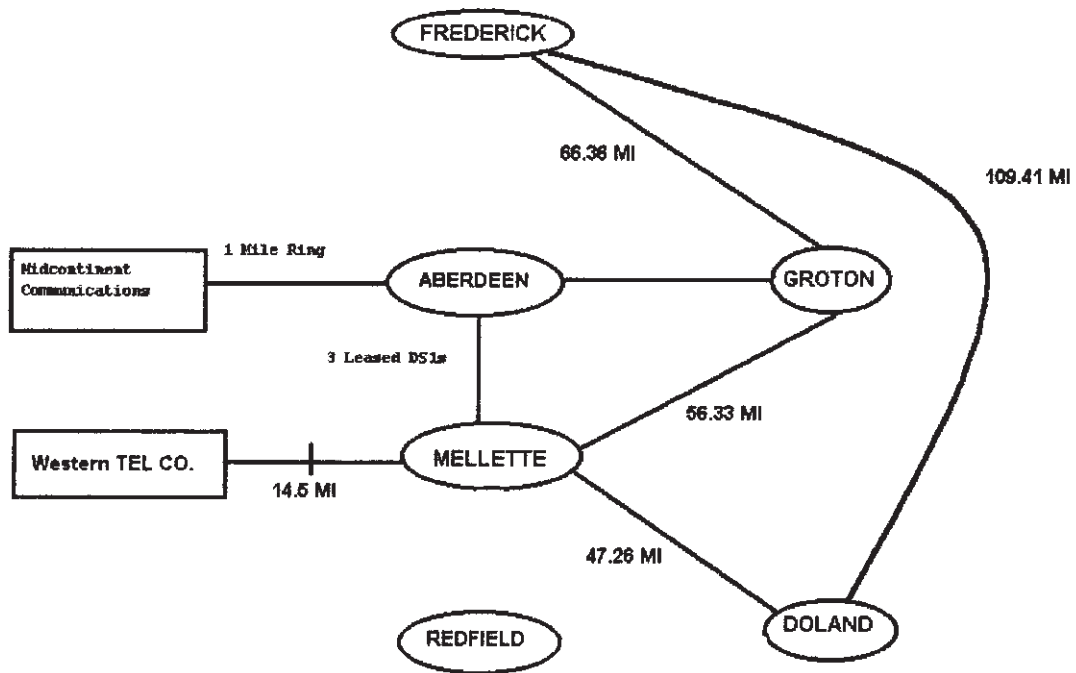 FREDERICK
66.36 MI
109.41 MI
1 Mile Ring
Midcontinent
Communications
ABERDEEN
GROTON
3 Leased DS1s
56.33 MI
Western TEL CO.
MELLETTE
14.5 MI
47.26 MI
REDFIELD
DOLAND